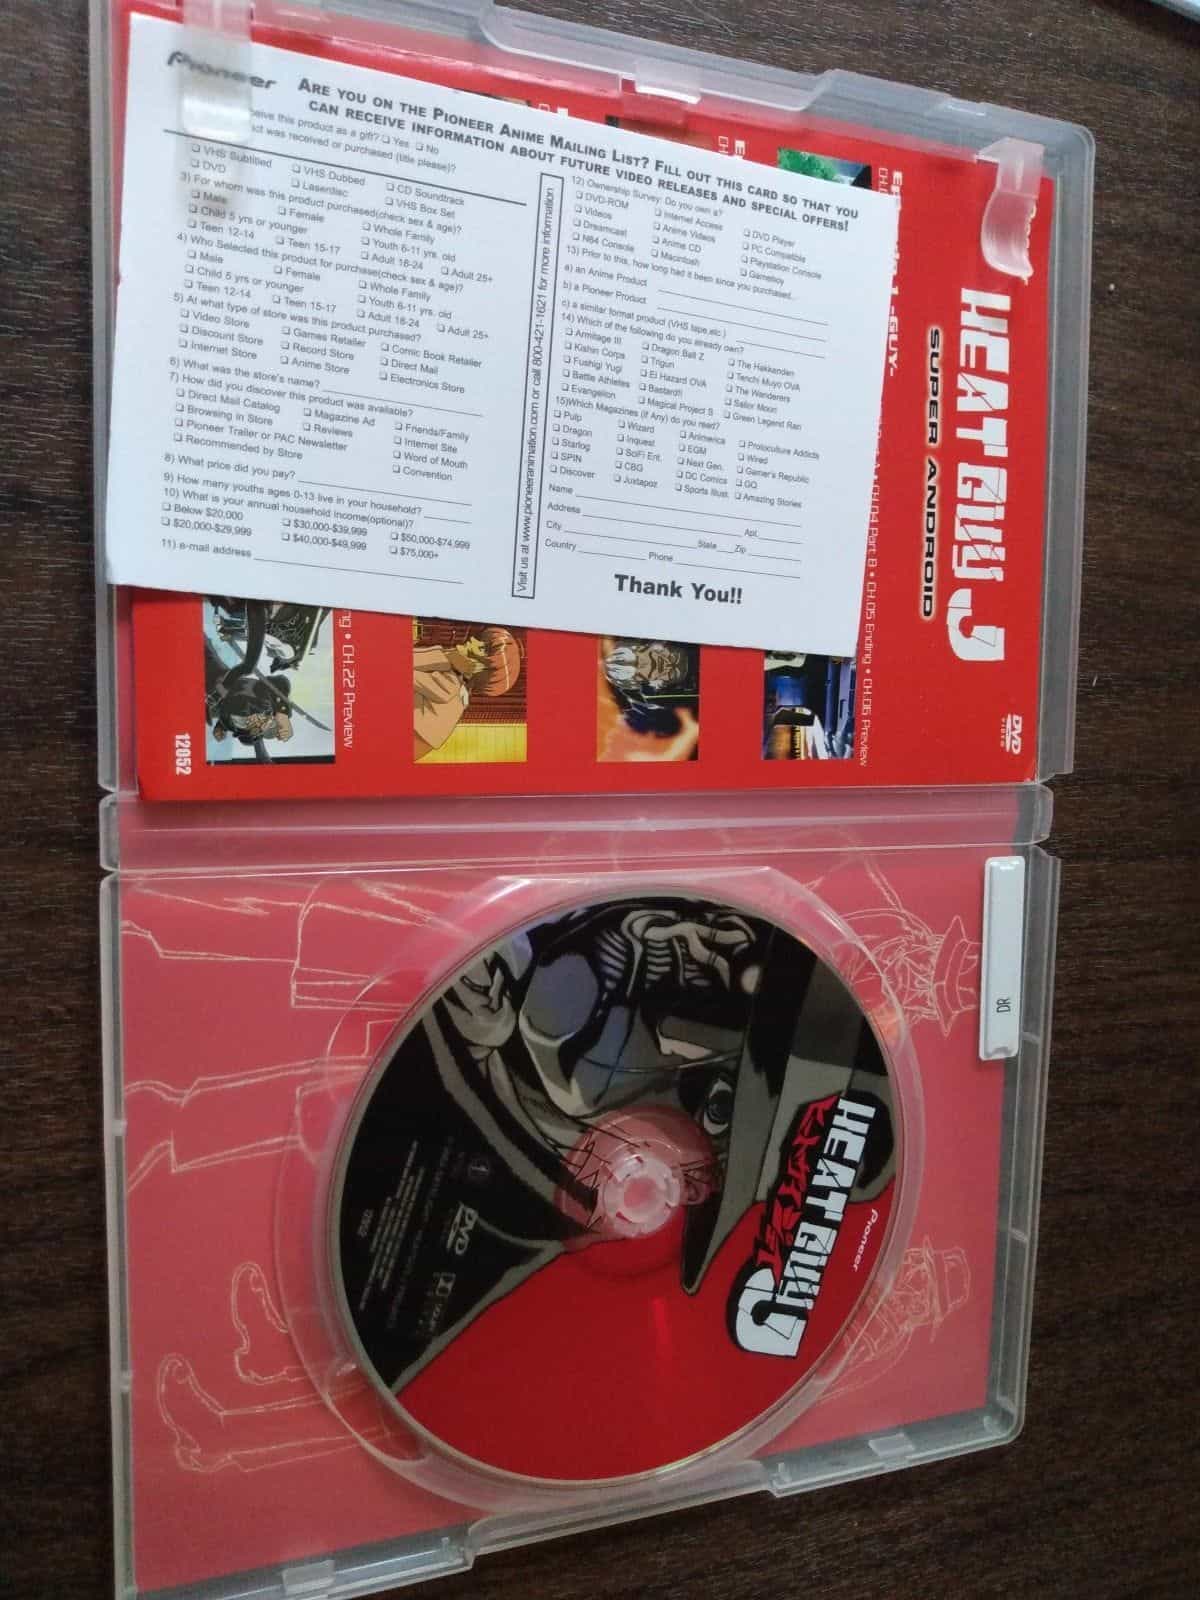 Pioneer
ARE YOU ON THE PIONEER ANIME MAILING LIST? FILL OUT THIS CARD SO THAT YOU
CAN RECEIVE INFORMATION ABOUT FUTURE VIDEO RELEASES AND SPECIAL OFFERS!
this product as a gift? ❑ Yes ❑ No
was received or purchased (title please)?
❑ VHS Subtitled ❑ VHS Dubbed ❑ CD Soundtrack
❑ DVD ❑ Laserdisc ❑ VHS Box Set
3) For whom was this product purchased(check sex & age)?
❑ Male ❑ Female ❑ Whole Family
❑ Child 5 yrs or younger ❑ Youth 6-11 yrs. old
❑ Teen 12-14 ❑ Teen 15-17 ❑ Adult 18-24 ❑ Adult 25+
4) Who Selected this product for purchase(check sex & age)?
❑ Male ❑ Female ❑ Whole Family
❑ Child 5 yrs or younger ❑ Youth 6-11 yrs. old
❑ Teen 12-14 ❑ Teen 15-17 ❑ Adult 18-24 ❑ Adult 25+
5) At what type of store was this product purchased?
❑ Video Store ❑ Games Retailer ❑ Comic Book Retailer
❑ Discount Store ❑ Record Store ❑ Direct Mail
❑ Internet Store ❑ Anime Store ❑ Electronics Store
6) What was the store's name?
7) How did you discover this product was available?
❑ Direct Mail Catalog ❑ Magazine Ad ❑ Friends/Family
❑ Browsing in Store ❑ Reviews ❑ Internet Site
❑ Pioneer Trailer or PAC Newsletter ❑ Word of Mouth
❑ Recommended by Store ❑ Convention
8) What price did you pay?
9) How many youths ages 0-13 live in your household?
10) What is your annual household income(optional)?
❑ Below $20,000 ❑ $30,000-$39,999 ❑ $50,000-$74,999
❑ $20,000-$29,999 ❑ $40,000-$49,999 ❑ $75,000+
11) e-mail address
Visit us at www.pioneeranimation.com or call 800-421-1621 for more information
12) Ownership Survey: Do you own a?
❑ DVD-ROM ❑ Internet Access ❑ DVD Player
❑ Videos ❑ Anime Videos ❑ PC Compatible
❑ Dreamcast ❑ Anime CD ❑ Playstation Console
❑ N64 Console ❑ Macintosh ❑ Gameboy
13) Prior to this, how long had it been since you purchased...
a) an Anime Product
b) a Pioneer Product
c) a similar format product (VHS tape,etc.)
14) Which of the following do you already own?
❑ Armitage III ❑ Dragon Ball Z ❑ The Hakkenden
❑ Kishin Corps ❑ Trigun ❑ Tenchi Muyo OVA
❑ Fushigi Yugi ❑ El Hazard OVA ❑ The Wanderers
❑ Battle Athletes ❑ Bastard!! ❑ Sailor Moon
❑ Evangelion ❑ Magical Project S ❑ Green Legend Ran
15)Which Magazines (if Any) do you read?
❑ Pulp ❑ Wizard ❑ Animerica ❑ Protoculture Addicts
❑ Dragon ❑ Inquest ❑ EGM ❑ Wired
❑ Starlog ❑ SciFi Ent. ❑ Next Gen. ❑ Gamer's Republic
❑ SPIN ❑ CBG ❑ DC Comics ❑ GQ
❑ Discover ❑ Juxtapoz ❑ Sports Illust. ❑ Amazing Stories
Name
Address Apt.
City State Zip
Country Phone
Thank You!!
Pioneer
HEAT GUY J
SUPER ANDROID
DVD
VIDEO
-GUY-
CH.04 Part B • CH.05 Ending • CH.06 Preview
• CH.22 Preview
12052
DR
HEAT GUY J
Pioneer
DVD
1
12052